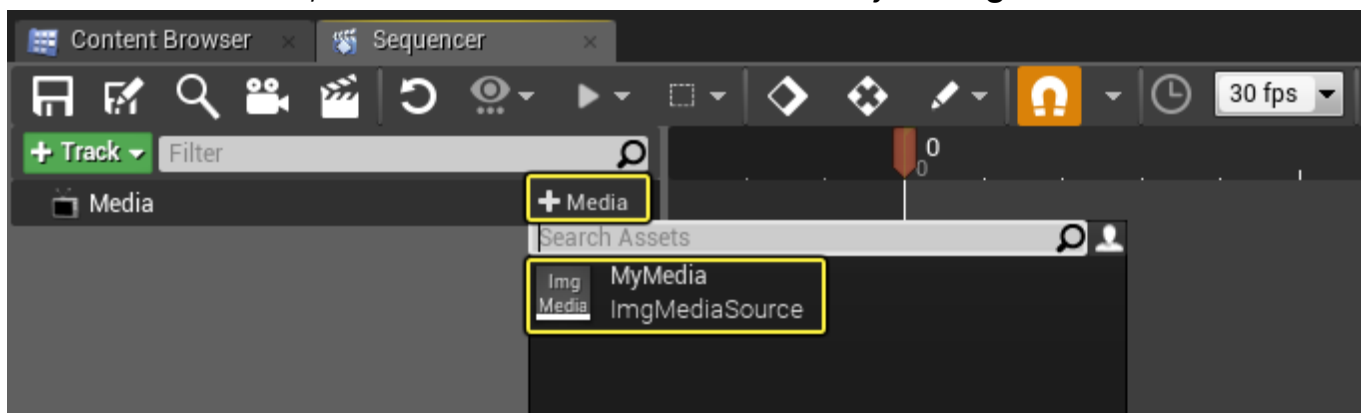 Content Browser
Sequencer
30 fps
+ Track
Filter
0
0
Media
+ Media
Search Assets
Img
Media
MyMedia
ImgMediaSource